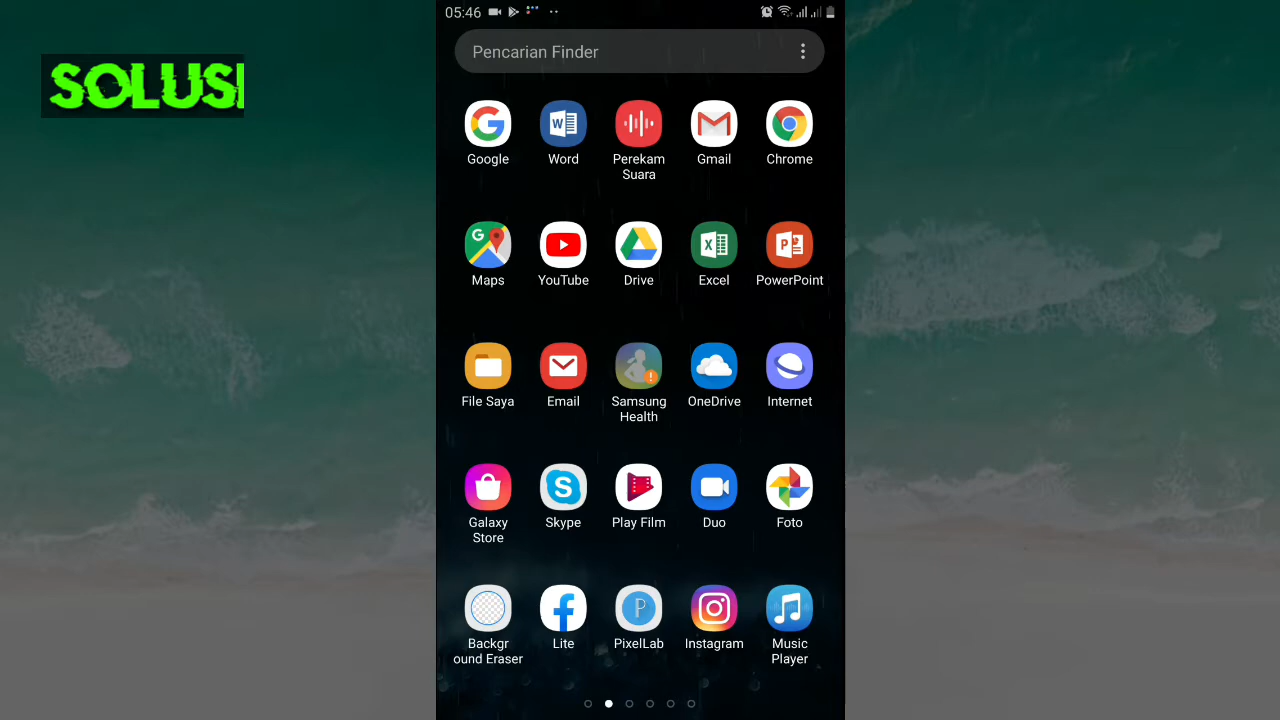 05:46
Pencarian Finder
SOLUSI
Google
Word
Perekam
Suara
Gmail
Chrome
Maps
YouTube
Drive
Excel
PowerPoint
File Saya
Email
Samsung
Health
OneDrive
Internet
Galaxy
Store
Skype
Play Film
Duo
Foto
Backgr
ound Eraser
Lite
PixelLab
Instagram
Music
Player